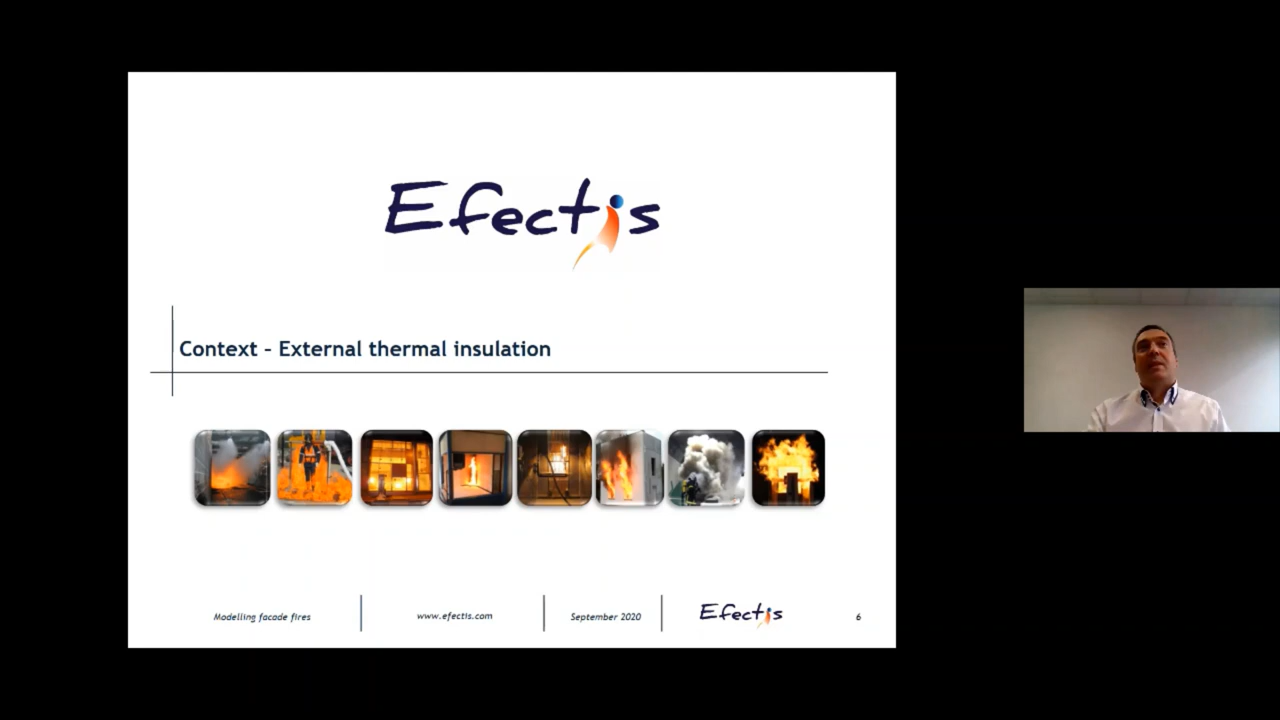 Efectis
Context - External thermal insulation
Modelling facade fires
www.efectis.com
September 2020
Efectis
6